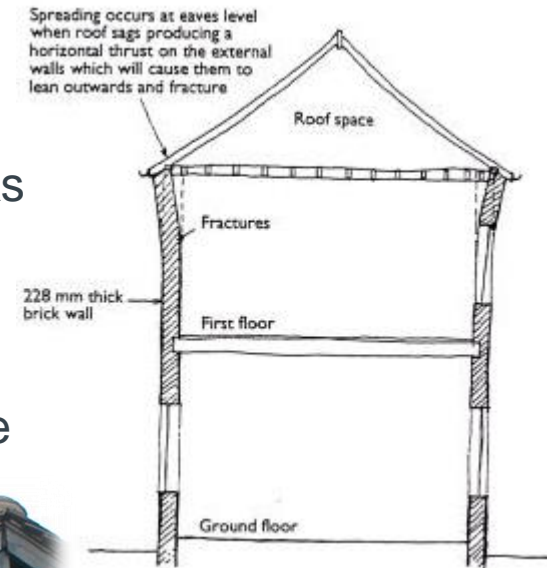 Spreading occurs at eaves level
when roof sags producing a
horizontal thrust on the external
walls which will cause them to
lean outwards and fracture
Roof space
Fractures
228 mm thick
brick wall
First floor
Ground floor